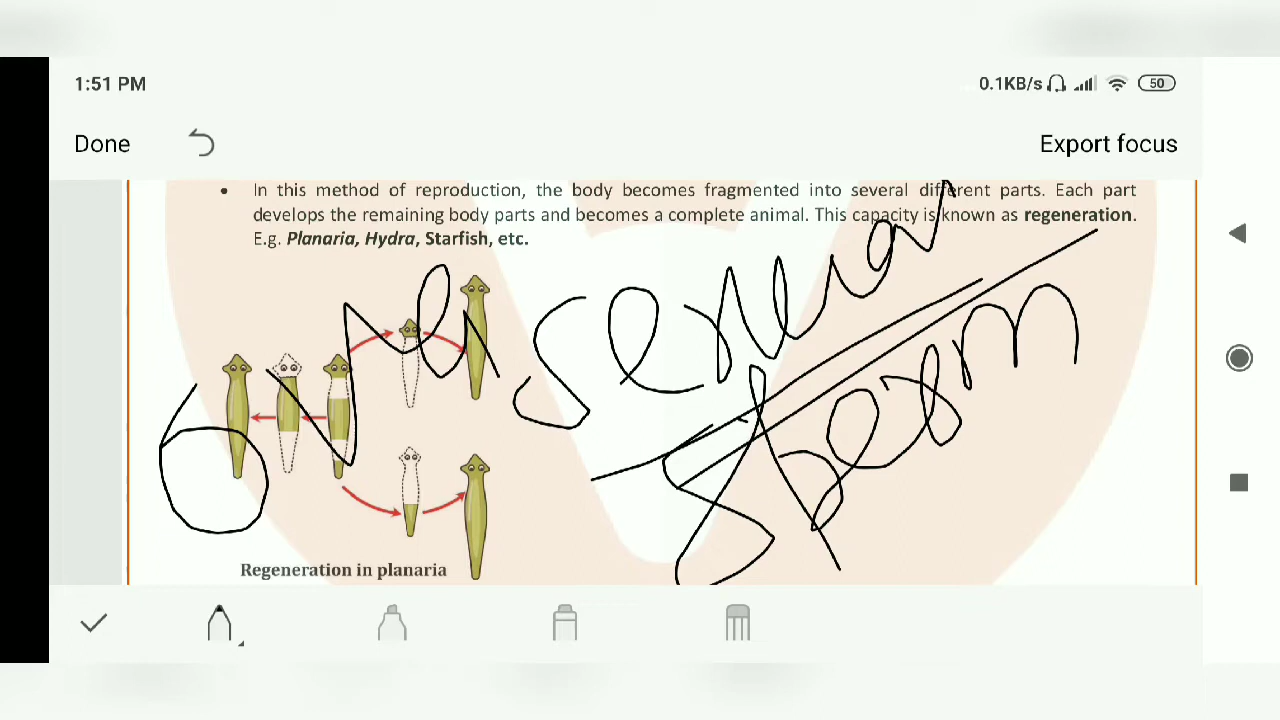 1:51 PM
0.1KB/s
50
Done
Export focus
• In this method of reproduction, the body becomes fragmented into several different parts. Each part
develops the remaining body parts and becomes a complete animal. This capacity is known as regeneration.
E.g. Planaria, Hydra, Starfish, etc.
Regeneration in planaria